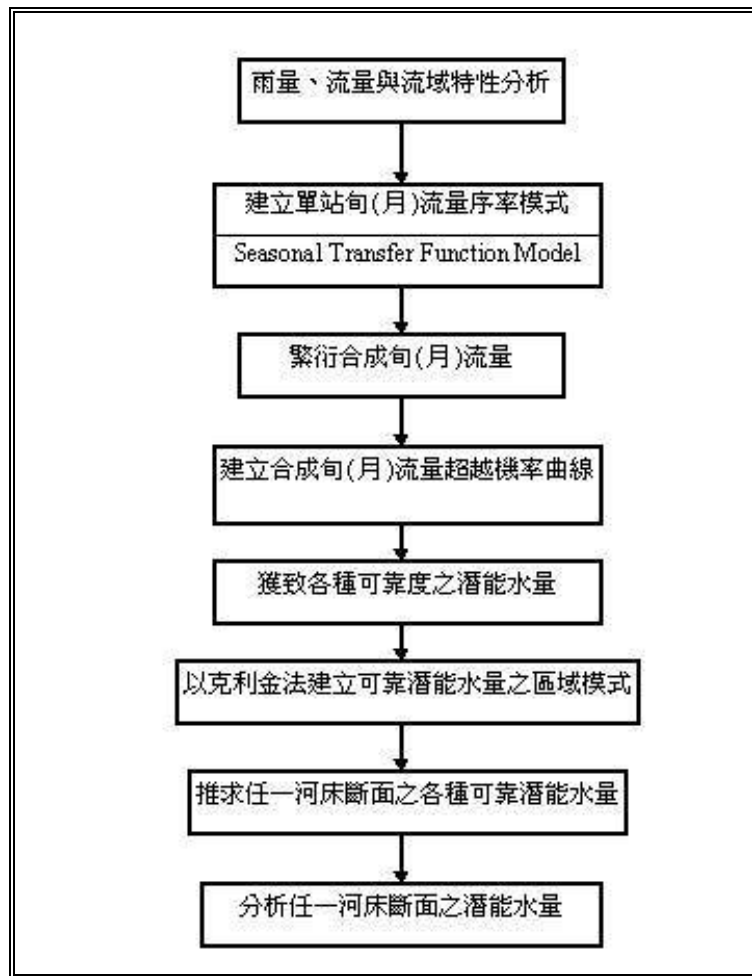 雨量、流量與流域特性分析
建立單站旬(月)流量序率模式
Seasonal Transfer Function Model
繁衍合成旬(月)流量
建立合成旬(月)流量超越機率曲線
獲致各種可靠度之潛能水量
以克利金法建立可靠潛能水量之區域模式
推求任一河床斷面之各種可靠潛能水量
分析任一河床斷面之潛能水量